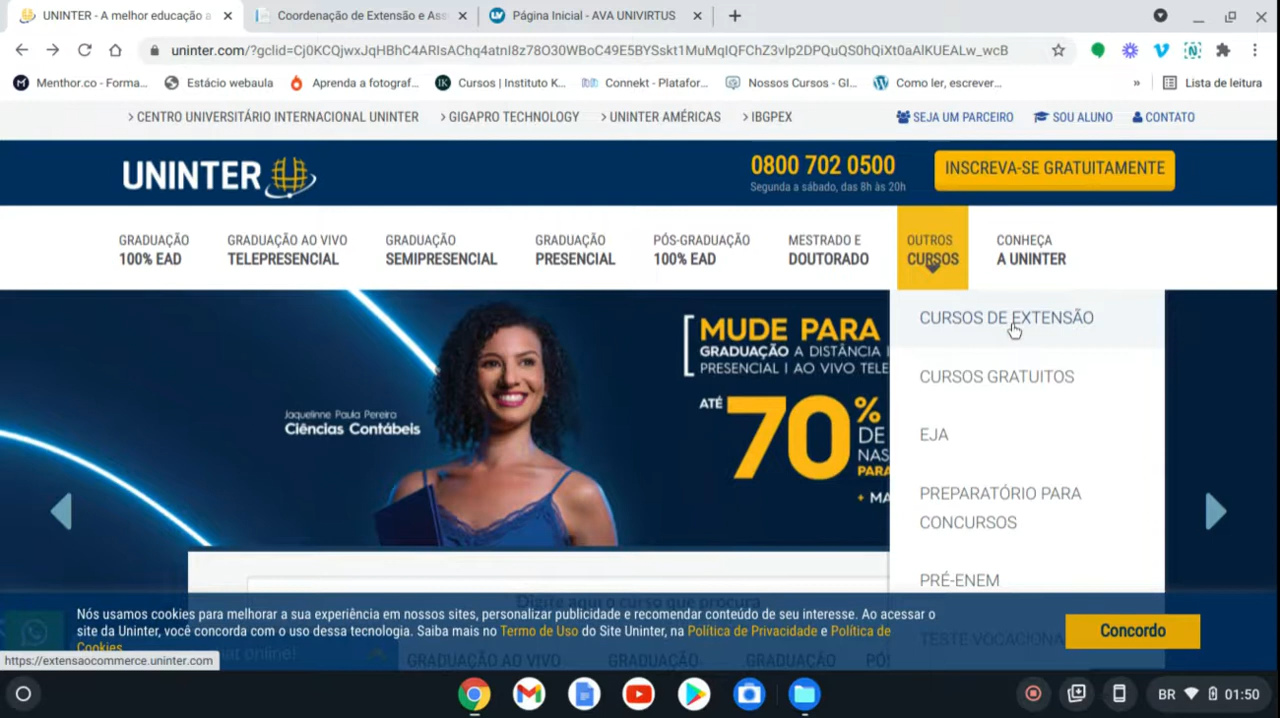 UNINTER - A melhor educação a
Coordenação de Extensão e Ass
Página Inicial - AVA UNIVIRTUS
uninter.com/?gclid=Cj0KCQjwxJqHBhC4ARIsAChq4atnI8z78O30WBoC49E5BYSskt1MuMqIQFChZ3vlp2DPQuQS0hQiXt0aAlKUEALw_wcB
Menthor.co - Forma...
Estácio webaula
Aprenda a fotograf...
Cursos | Instituto K...
Connekt - Platafor...
Nossos Cursos - Gl...
Como ler, escrever...
»
Lista de leitura
> CENTRO UNIVERSITÁRIO INTERNACIONAL UNINTER
> GIGAPRO TECHNOLOGY
> UNINTER AMÉRICAS
> IBGPEX
SEJA UM PARCEIRO
SOU ALUNO
CONTATO
UNINTER
0800 702 0500
Segunda a sábado, das 8h às 20h
INSCREVA-SE GRATUITAMENTE
GRADUAÇÃO
100% EAD
GRADUAÇÃO AO VIVO
TELEPRESENCIAL
GRADUAÇÃO
SEMIPRESENCIAL
GRADUAÇÃO
PRESENCIAL
PÓS-GRADUAÇÃO
100% EAD
MESTRADO E
DOUTORADO
OUTROS
CURSOS
CONHEÇA
A UNINTER
CURSOS DE EXTENSÃO
CURSOS GRATUITOS
EJA
PREPARATÓRIO PARA
CONCURSOS
PRÉ-ENEM
TESTE VOCACIONA
Jaquelinne Paula Pereira
Ciências Contábeis
MUDE PARA
GRADUAÇÃO A DISTÂNCIA I
PRESENCIAL I AO VIVO TELE
ATÉ
70%
DE
NAS
PARA
+ MA
Digite aqui o curso que procura
Nós usamos cookies para melhorar a sua experiência em nossos sites, personalizar publicidade e recomendar conteúdo de seu interesse. Ao acessar o
site da Uninter, você concorda com o uso dessa tecnologia. Saiba mais no Termo de Uso do Site Uninter, na Política de Privacidade e Política de
Cookies
Concordo
hat online!
GRADUAÇÃO AO VIVO
GRADUAÇÃO
GRADUAÇÃO
PÓS
https://extensaocommerce.uninter.com
BR
01:50